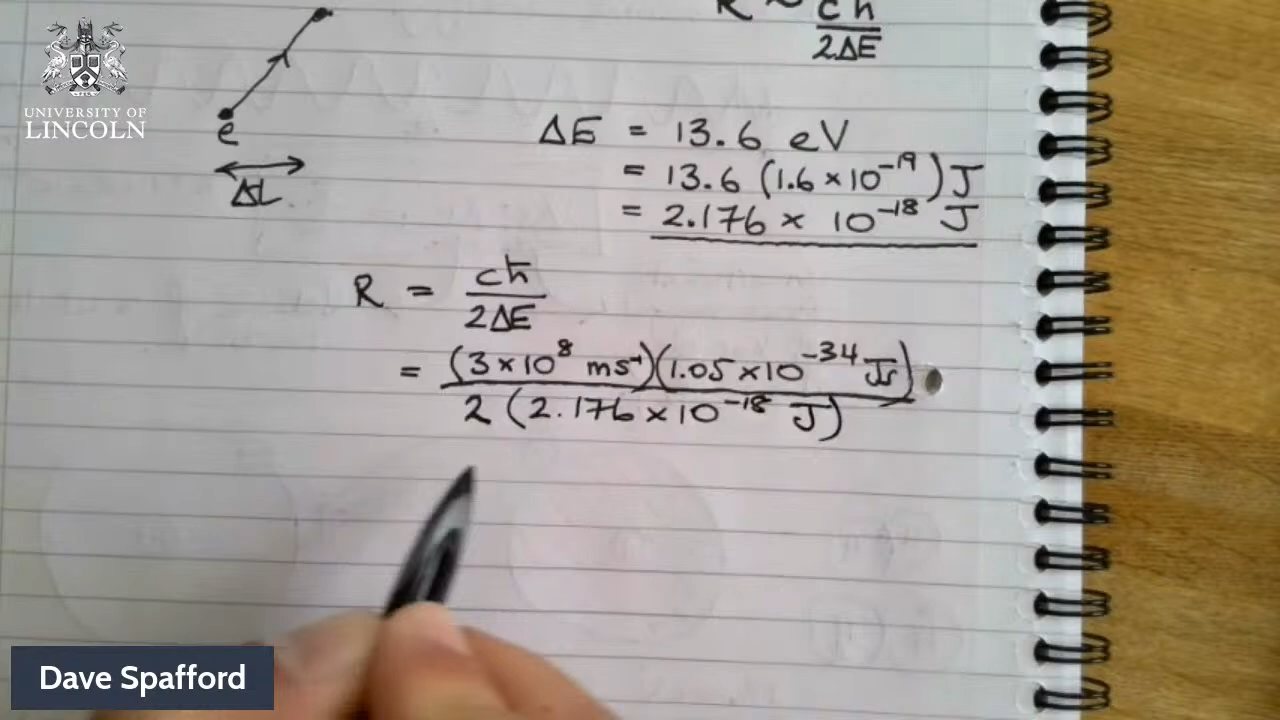 R ~ cħ / 2ΔE
UNIVERSITY OF
LINCOLN
e
ΔL
ΔE = 13.6 eV
= 13.6 (1.6 × 10⁻¹⁹) J
= 2.176 × 10⁻¹⁸ J
R = cħ / 2ΔE
= (3 × 10⁸ ms⁻¹)(1.05 × 10⁻³⁴ Js) / 2 (2.176 × 10⁻¹⁸ J)
Dave Spafford